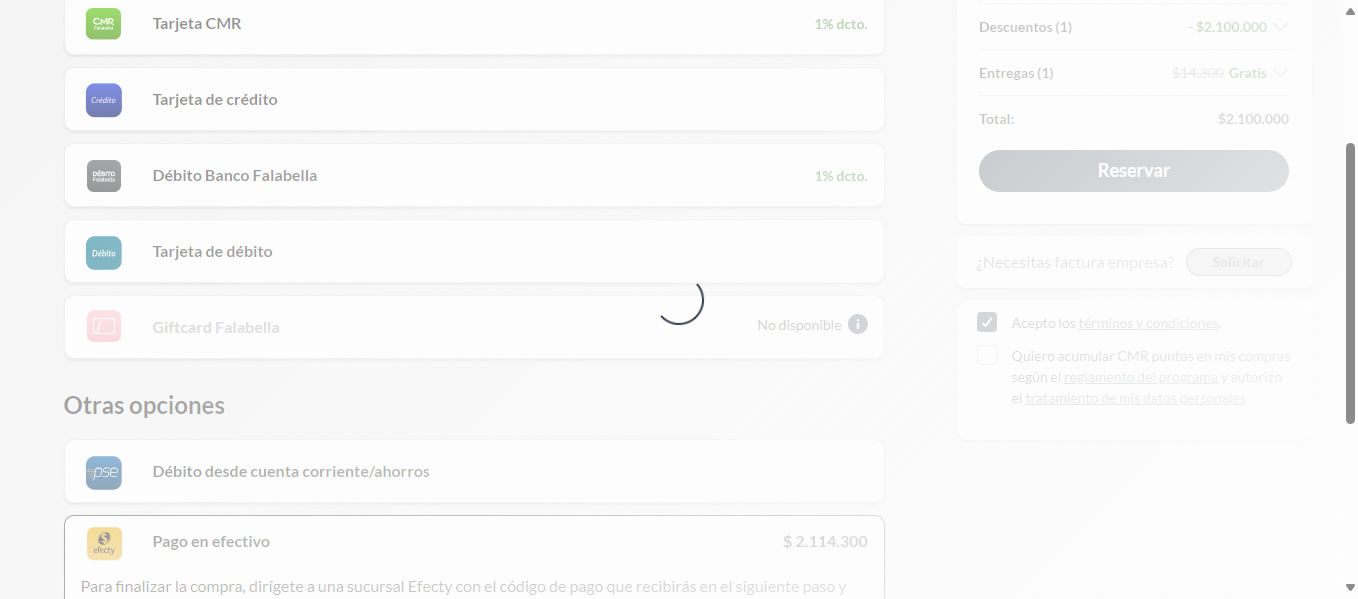 CMR
Falabella
Tarjeta CMR
1% dcto.
Crédito
Tarjeta de crédito
DÉBITO
Falabella
Débito Banco Falabella
1% dcto.
Débito
Tarjeta de débito
Giftcard Falabella
No disponible
Otras opciones
pse
Débito desde cuenta corriente/ahorros
efecty
Pago en efectivo
$ 2.114.300
Para finalizar la compra, dirígete a una sucursal Efecty con el código de pago que recibirás en el siguiente paso y
Descuentos (1)
- $2.100.000
Entregas (1)
$14.300 Gratis
Total:
$2.100.000
Reservar
¿Necesitas factura empresa?
Solicitar
Acepto los términos y condiciones.
Quiero acumular CMR puntos en mis compras
según el reglamento del programa y autorizo
el tratamiento de mis datos personales.